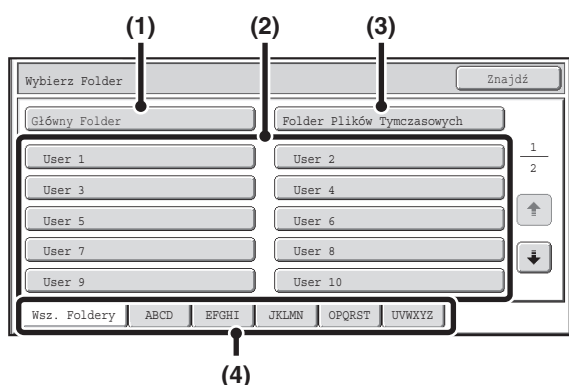 (1) (2) (3)
Wybierz Folder Znajdź
Główny Folder Folder Plików Tymczasowych
User 1 User 2 1
2
User 3 User 4
User 5 User 6
User 7 User 8
User 9 User 10
Wsz. Foldery ABCD EFGHI JKLMN OPQRST UVWXYZ
(4)